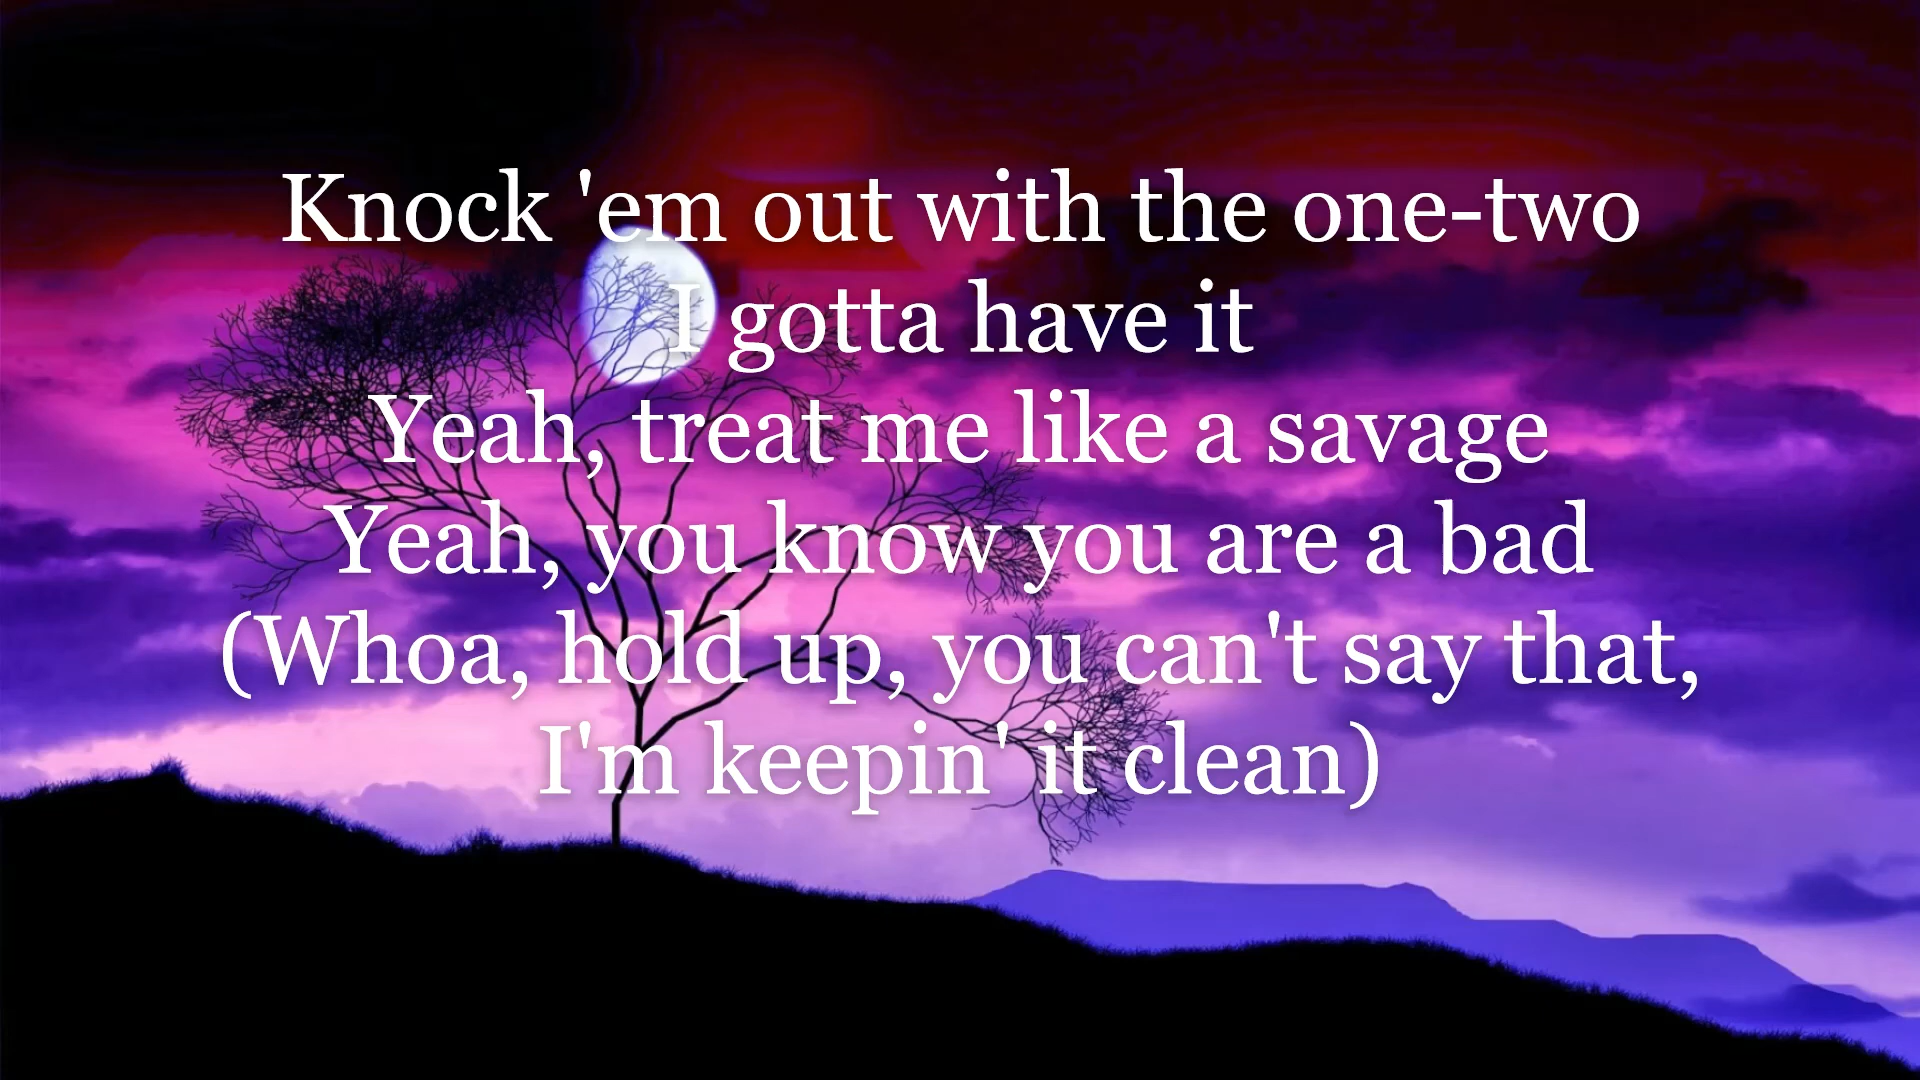 Knock 'em out with the one-two
I gotta have it
Yeah, treat me like a savage
Yeah, you know you are a bad
(Whoa, hold up, you can't say that,
I'm keepin' it clean)